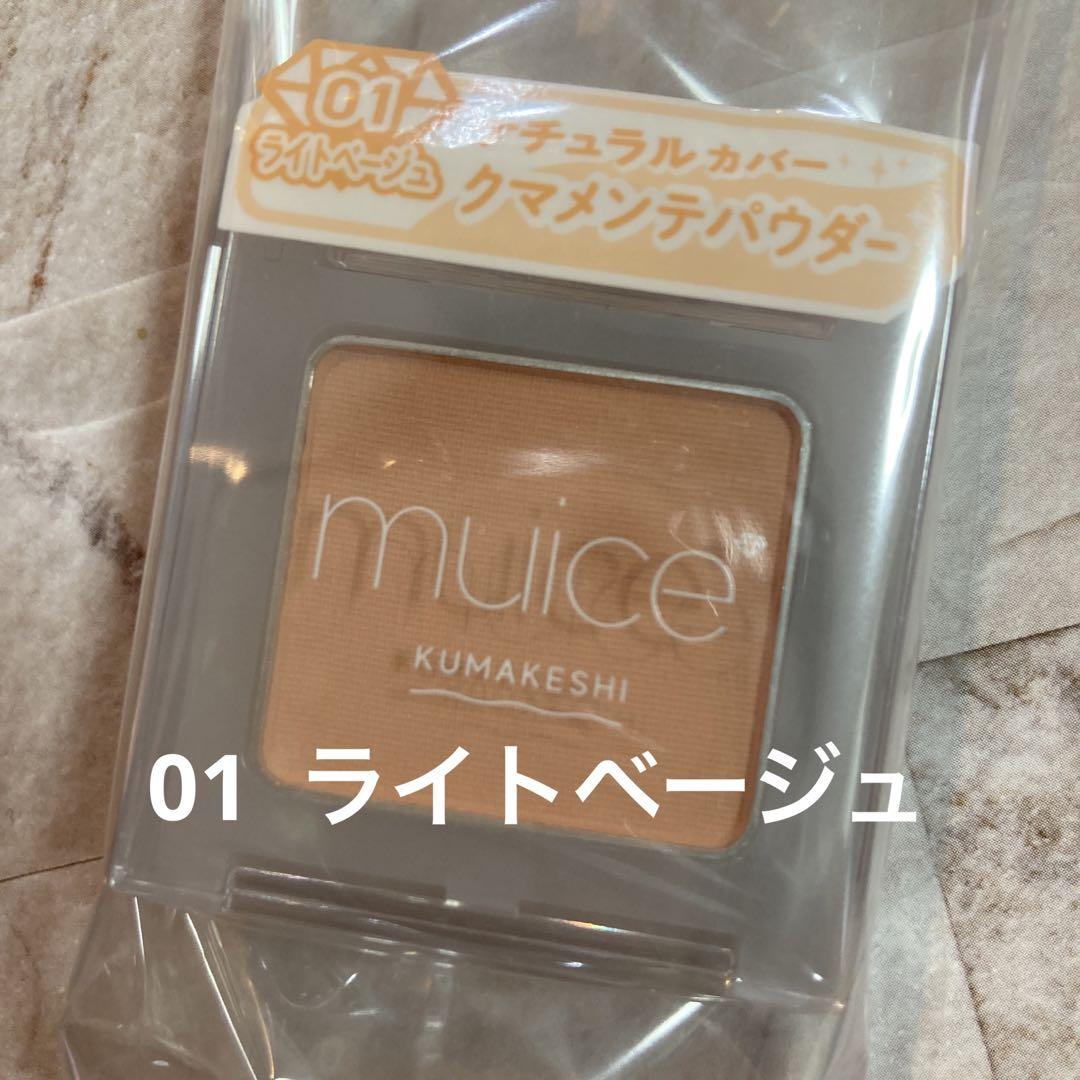 01
ライトベージュ
ナチュラルカバー
クマメンテパウダー
muice
KUMAKESHI
01 ライトベージュ